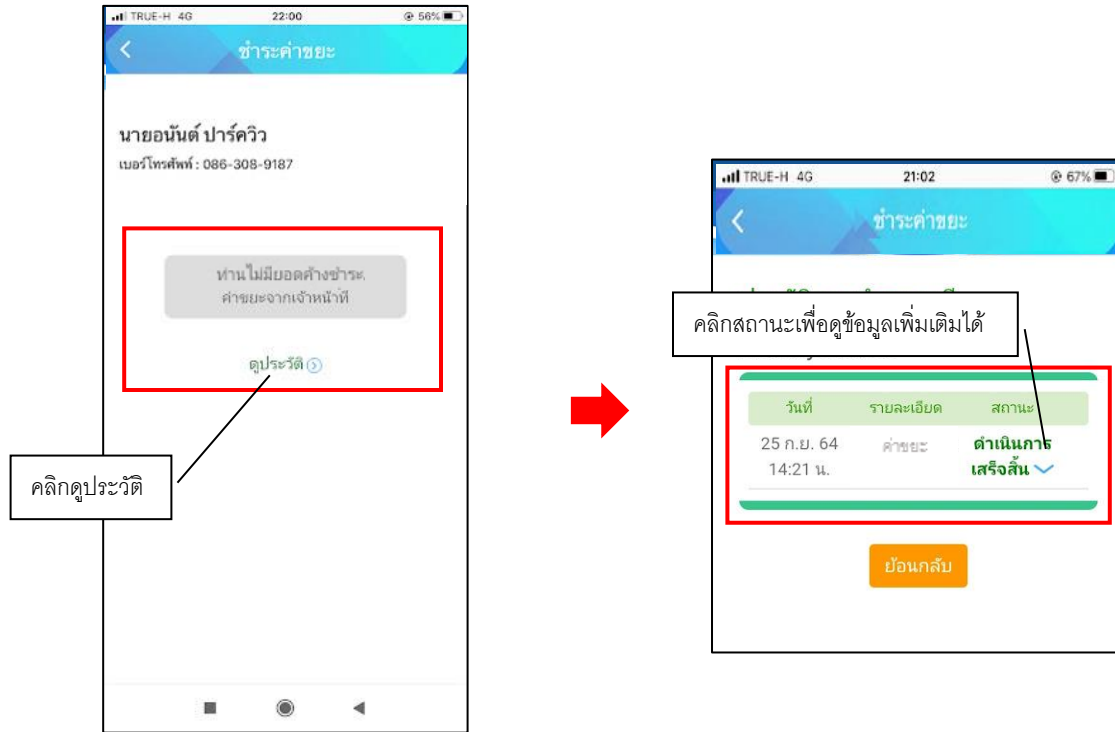 TRUE-H 4G 22:00 56%
ชำระค่าขยะ
นายอนันต์ ปาร์ควิว
เบอร์โทรศัพท์ : 086-308-9187
ท่านไม่มียอดค้างชำระ
ค่าขยะจากเจ้าหน้าที่
ดูประวัติ
คลิกดูประวัติ
TRUE-H 4G 21:02 67%
ชำระค่าขยะ
คลิกสถานะเพื่อดูข้อมูลเพิ่มเติมได้
วันที่ รายละเอียด สถานะ
25 ก.ย. 64 ค่าขยะ ดำเนินการ
14:21 น. เสร็จสิ้น
ย้อนกลับ